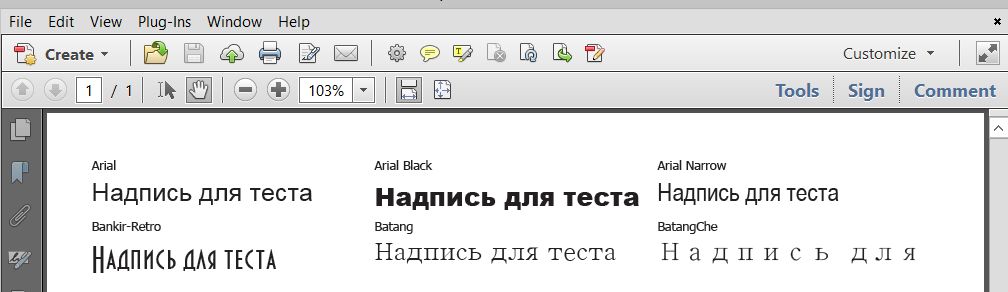 File Edit View Plug-Ins Window Help
Create Customize
1 / 1 103% Tools Sign Comment
Arial Arial Black Arial Narrow
Надпись для теста Надпись для теста Надпись для теста
Bankir-Retro Batang BatangChe
Надпись для теста Надпись для теста Надпись для